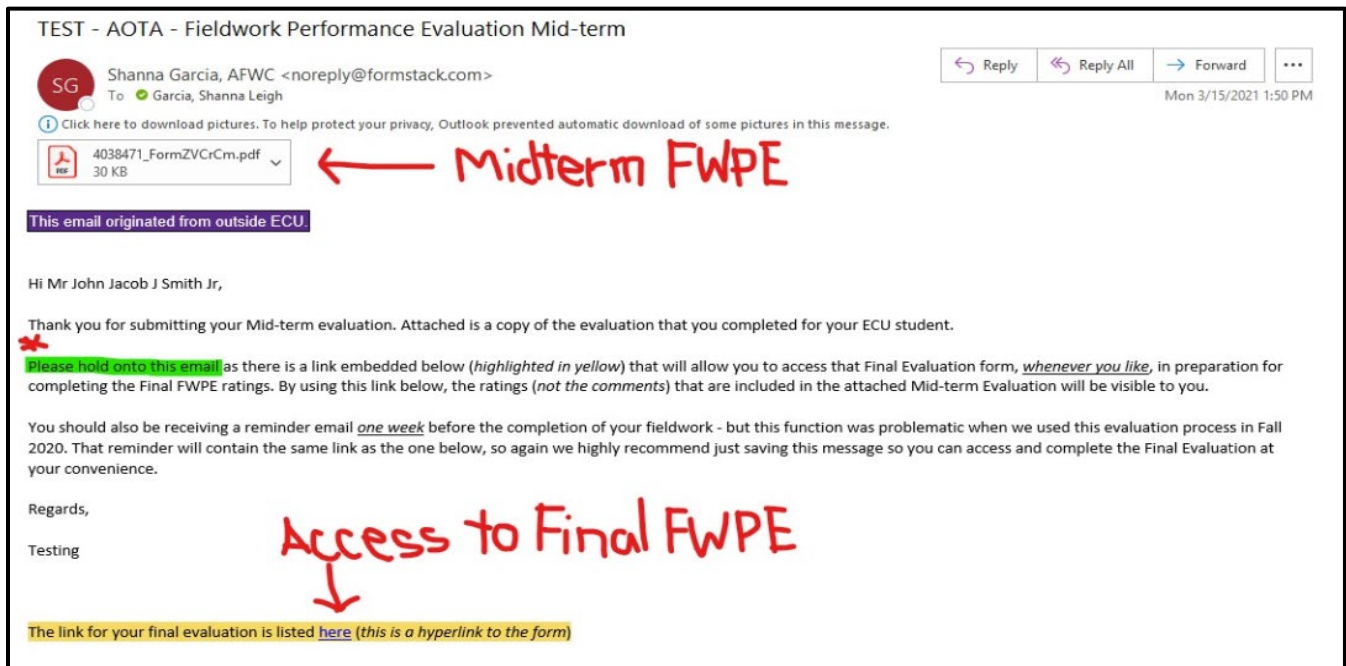 TEST - AOTA - Fieldwork Performance Evaluation Mid-term
SG
Shanna Garcia, AFWC <noreply@formstack.com>
To Garcia, Shanna Leigh
Reply
Reply All
Forward
...
Mon 3/15/2021 1:50 PM
Click here to download pictures. To help protect your privacy, Outlook prevented automatic download of some pictures in this message.
PDF
4038471_FormZVCrCm.pdf
30 KB
Midterm FWPE
This email originated from outside ECU.
Hi Mr John Jacob J Smith Jr,
Thank you for submitting your Mid-term evaluation. Attached is a copy of the evaluation that you completed for your ECU student.
*
Please hold onto this email as there is a link embedded below (highlighted in yellow) that will allow you to access that Final Evaluation form, whenever you like, in preparation for
completing the Final FWPE ratings. By using this link below, the ratings (not the comments) that are included in the attached Mid-term Evaluation will be visible to you.
You should also be receiving a reminder email one week before the completion of your fieldwork - but this function was problematic when we used this evaluation process in Fall
2020. That reminder will contain the same link as the one below, so again we highly recommend just saving this message so you can access and complete the Final Evaluation at
your convenience.
Regards,
Testing
Access to Final FWPE
The link for your final evaluation is listed here (this is a hyperlink to the form)